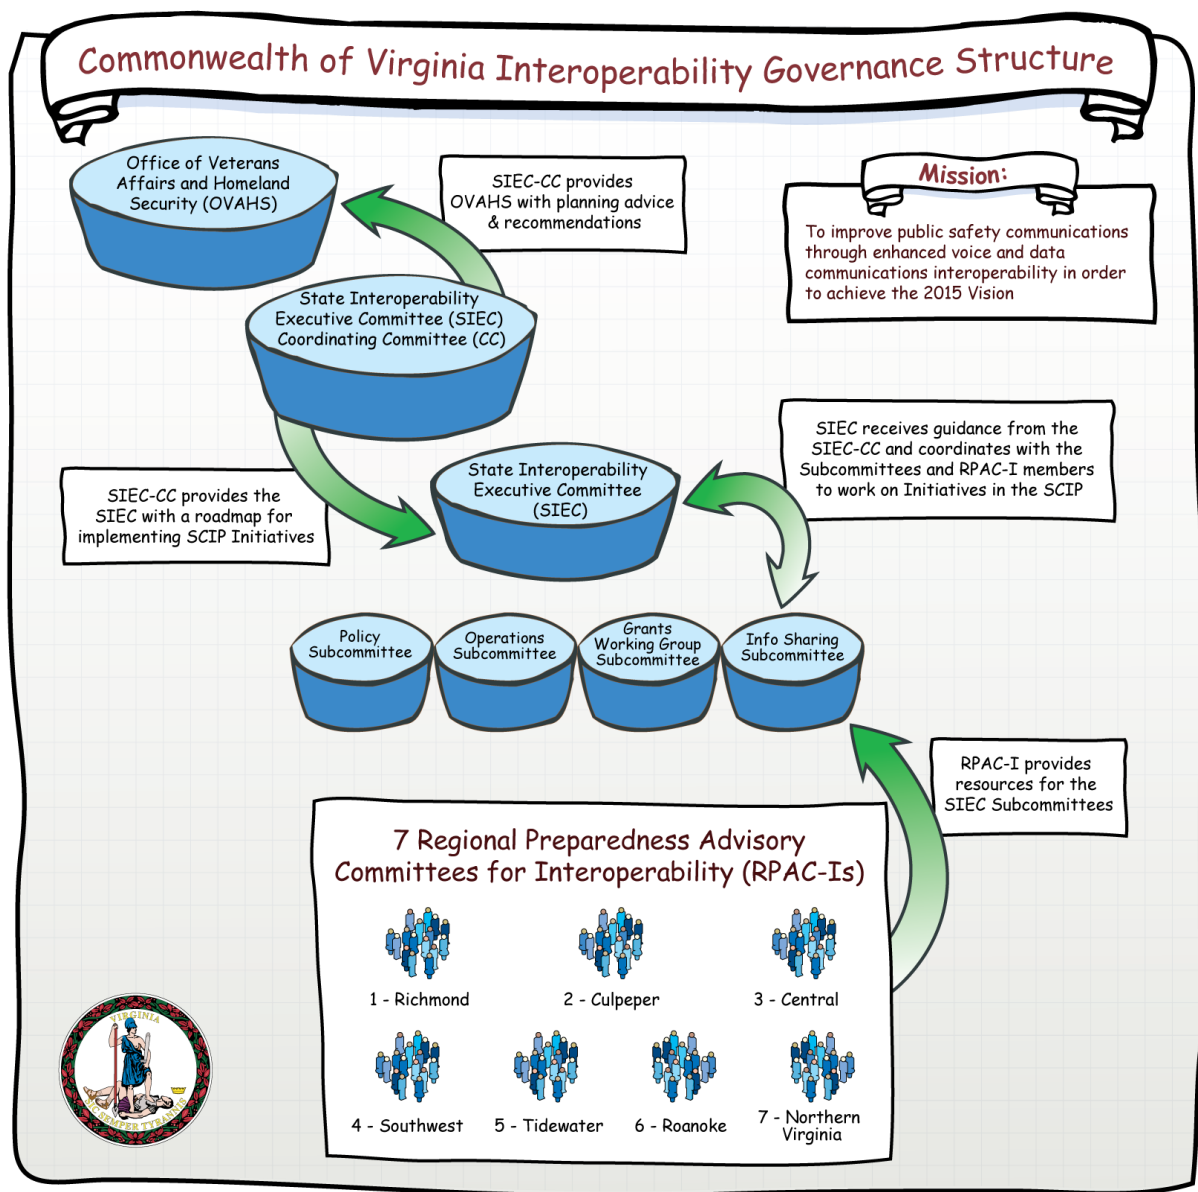 Commonwealth of Virginia Interoperability Governance Structure
Office of Veterans
Affairs and Homeland
Security (OVAHS)
SIEC-CC provides
OVAHS with planning advice
& recommendations
Mission:
To improve public safety communications
through enhanced voice and data
communications interoperability in order
to achieve the 2015 Vision
State Interoperability
Executive Committee (SIEC)
Coordinating Committee (CC)
SIEC receives guidance from the
SIEC-CC and coordinates with the
Subcommittees and RPAC-I members
to work on Initiatives in the SCIP
State Interoperability
Executive Committee
(SIEC)
SIEC-CC provides the
SIEC with a roadmap for
implementing SCIP Initiatives
Policy
Subcommittee
Operations
Subcommittee
Grants
Working Group
Subcommittee
Info Sharing
Subcommittee
RPAC-I provides
resources for the
SIEC Subcommittees
7 Regional Preparedness Advisory
Committees for Interoperability (RPAC-Is)
1 - Richmond
2 - Culpeper
3 - Central
4 - Southwest
5 - Tidewater
6 - Roanoke
7 - Northern
Virginia
VIRGINIA
SIC SEMPER TYRANNIS